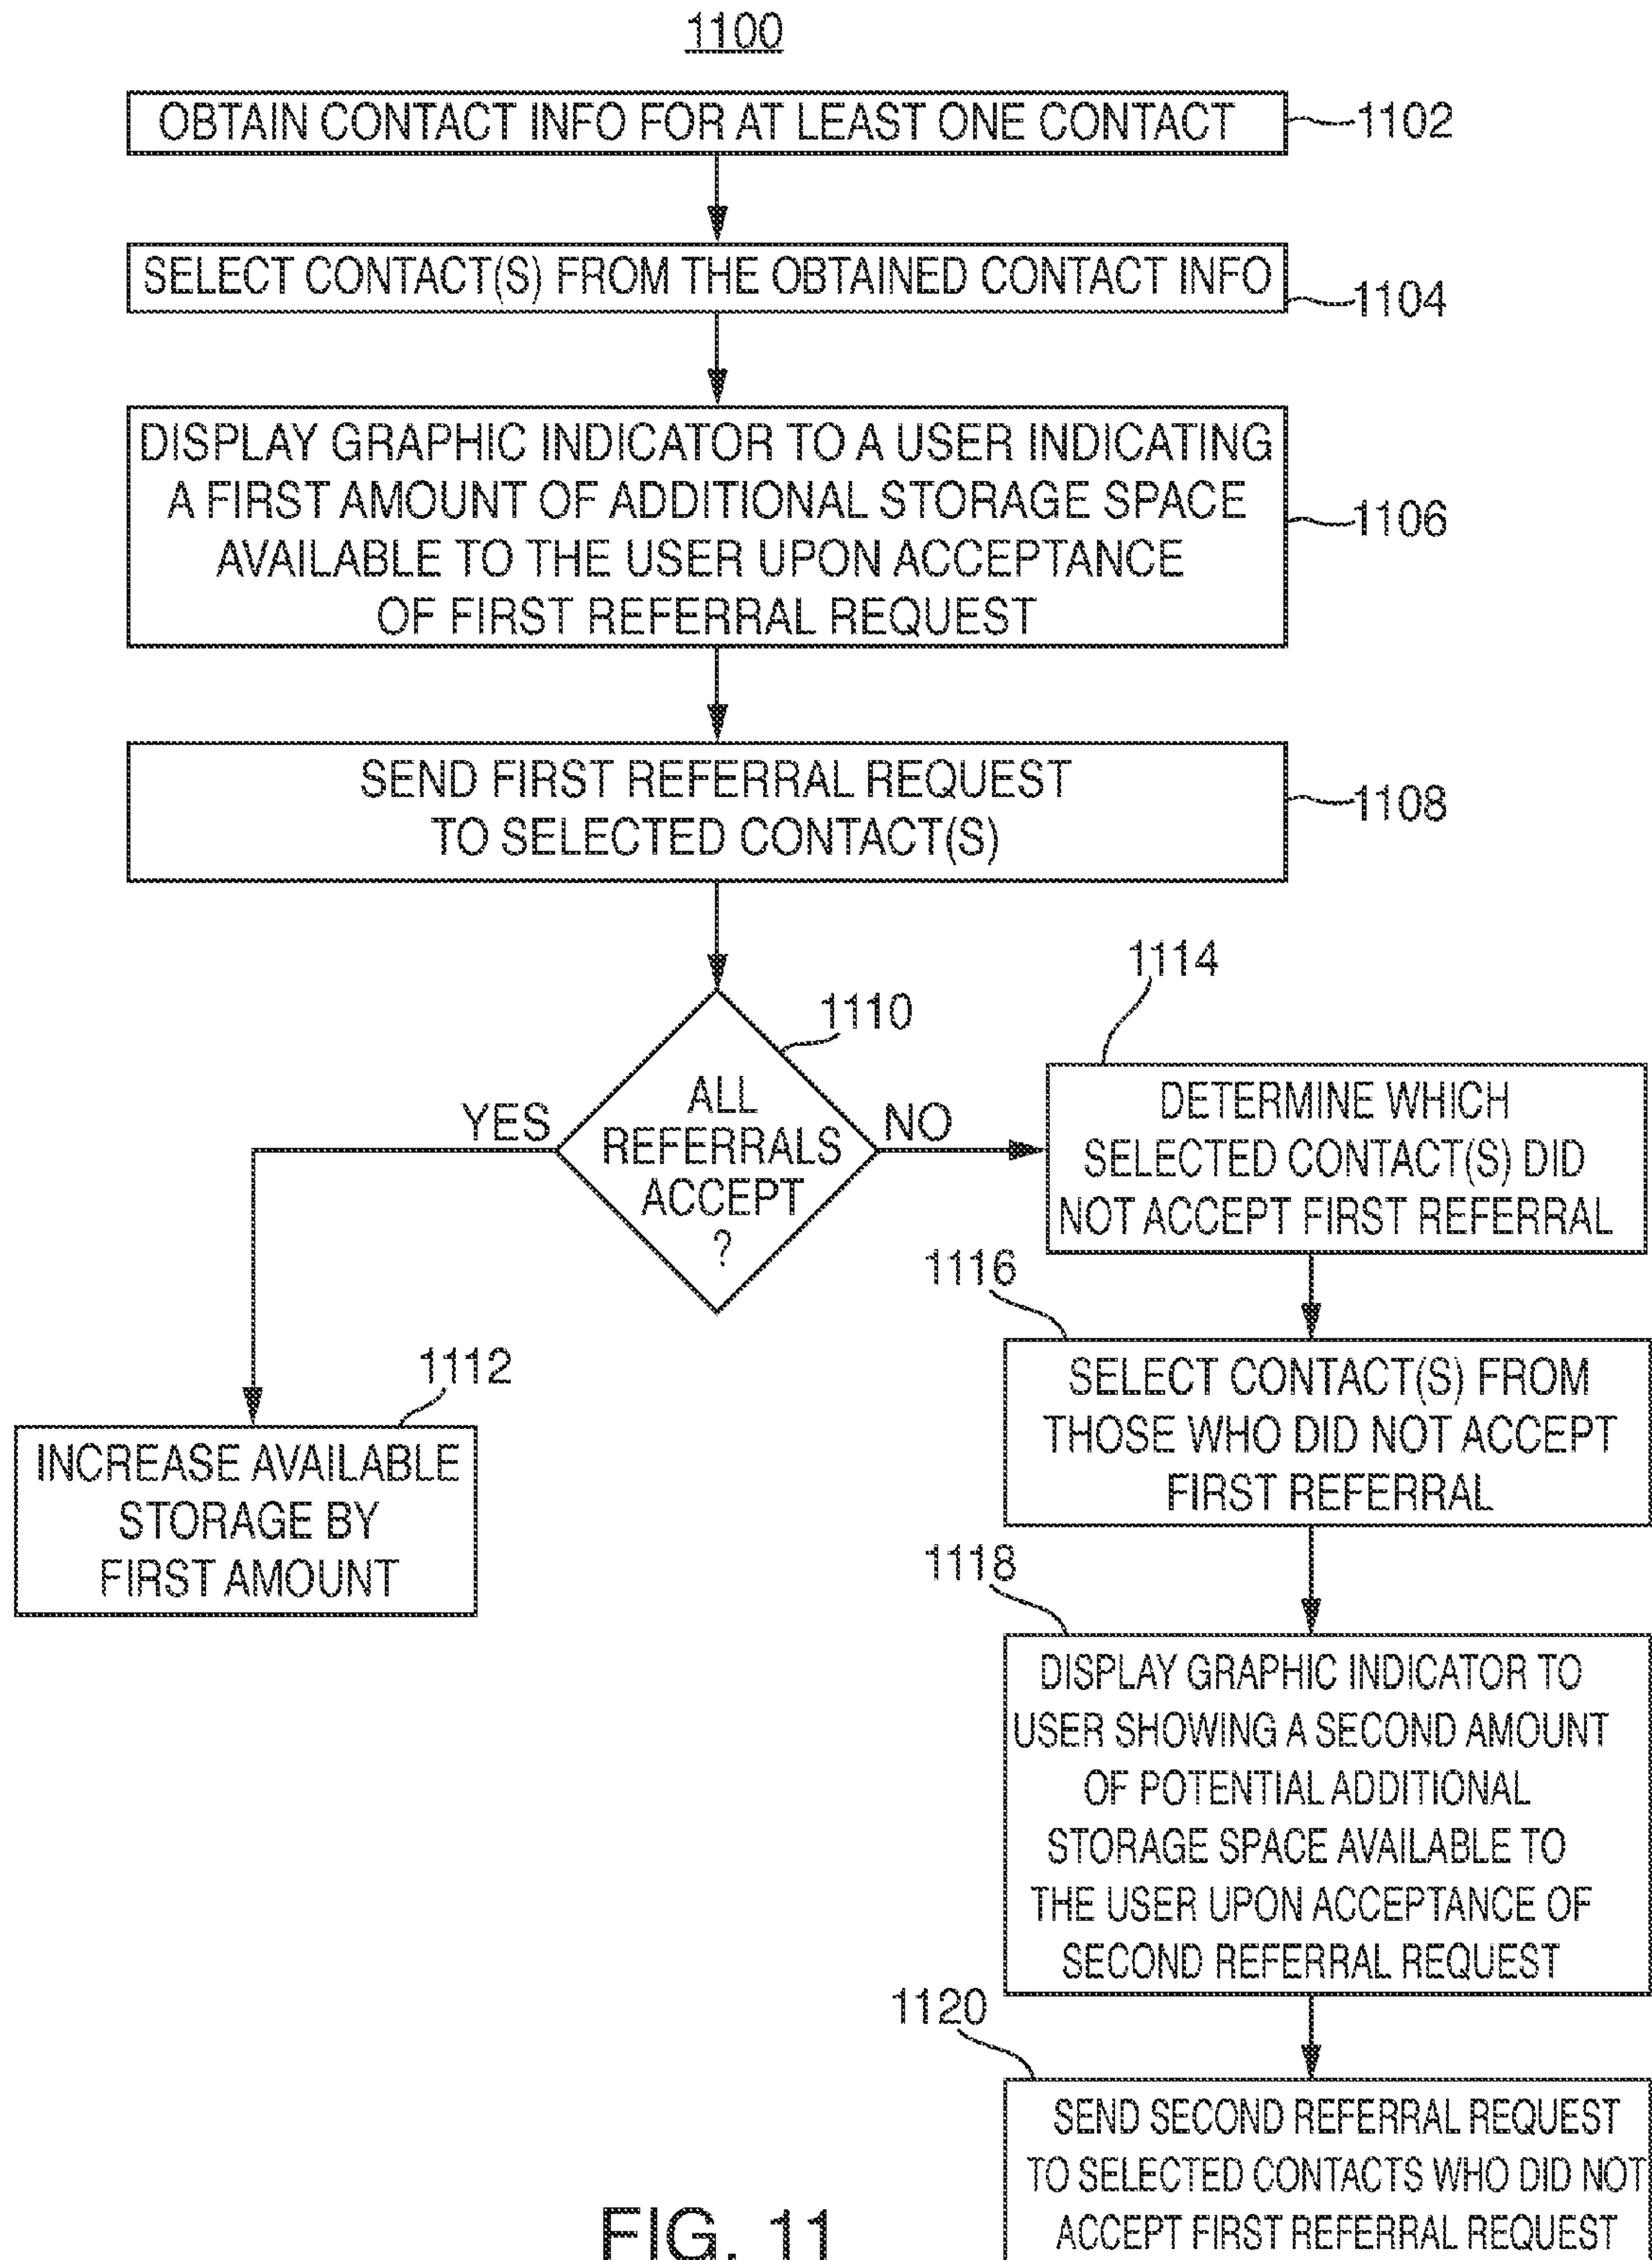 1100
OBTAIN CONTACT INFO FOR AT LEAST ONE CONTACT
1102
SELECT CONTACT(S) FROM THE OBTAINED CONTACT INFO
1104
DISPLAY GRAPHIC INDICATOR TO A USER INDICATING
A FIRST AMOUNT OF ADDITIONAL STORAGE SPACE
AVAILABLE TO THE USER UPON ACCEPTANCE
OF FIRST REFERRAL REQUEST
1106
SEND FIRST REFERRAL REQUEST
TO SELECTED CONTACT(S)
1108
1110
ALL
REFERRALS
ACCEPT
?
YES
NO
1112
INCREASE AVAILABLE
STORAGE BY
FIRST AMOUNT
1114
DETERMINE WHICH
SELECTED CONTACT(S) DID
NOT ACCEPT FIRST REFERRAL
1116
SELECT CONTACT(S) FROM
THOSE WHO DID NOT ACCEPT
FIRST REFERRAL
1118
DISPLAY GRAPHIC INDICATOR TO
USER SHOWING A SECOND AMOUNT
OF POTENTIAL ADDITIONAL
STORAGE SPACE AVAILABLE TO
THE USER UPON ACCEPTANCE OF
SECOND REFERRAL REQUEST
1120
SEND SECOND REFERRAL REQUEST
TO SELECTED CONTACTS WHO DID NOT
ACCEPT FIRST REFERRAL REQUEST
FIG. 11